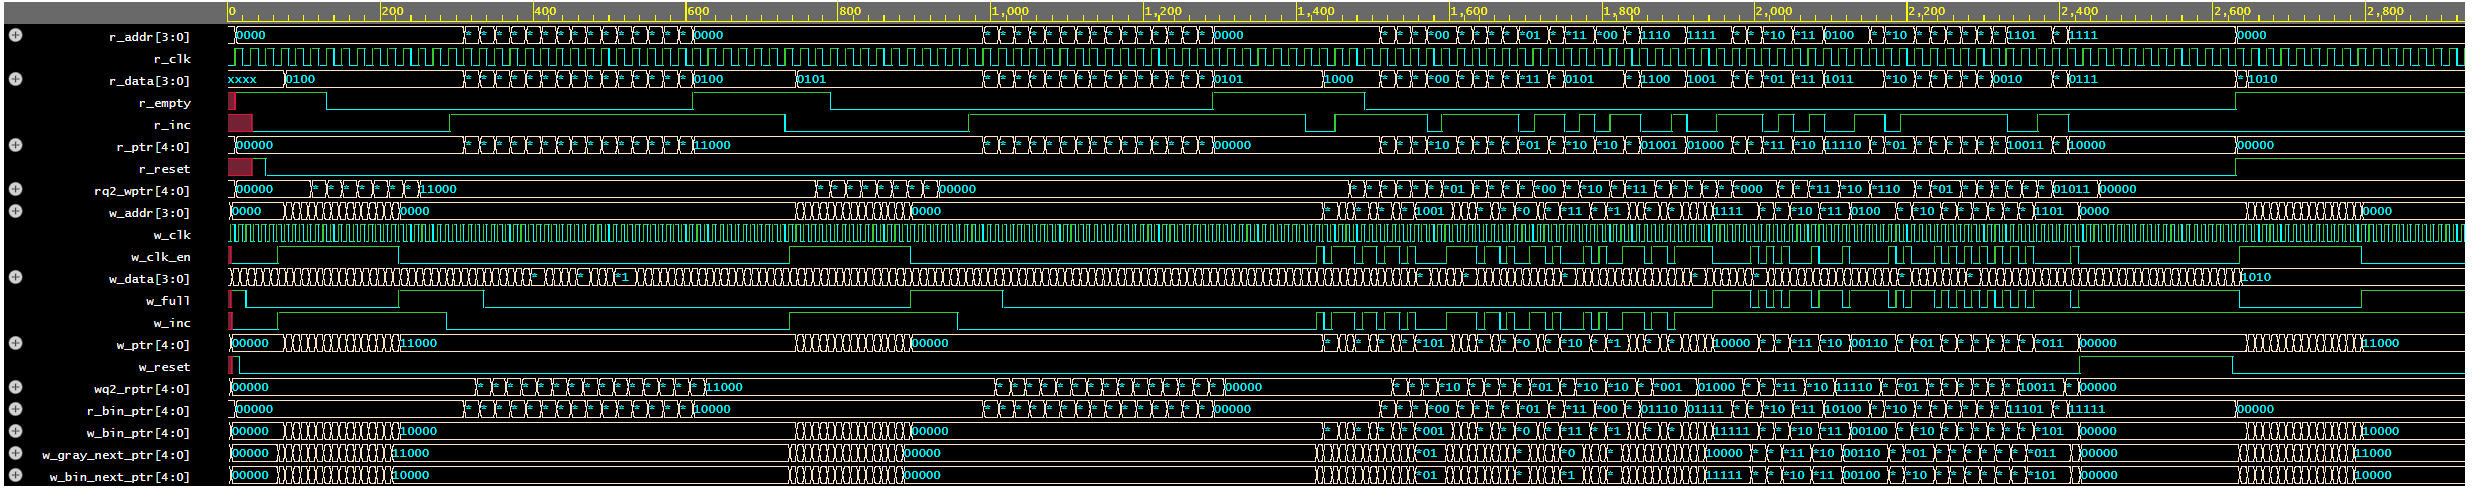 0 200 400 600 800 1,000 1,200 1,400 1,600 1,800 2,000 2,200 2,400 2,600 2,800
r_addr[3:0] 0000 * * * * * * * * * * * * * * * 0000 * * * * * * * * * * * * * * * 0000 * * * *00 * * * * *01 * *11 *00 * 1110 1111 * * *10 *11 0100 * *10 * * * * * 1101 * 1111 0000
r_clk
r_data[3:0] xxxx 0100 * * * * * * * * * * * * * * * 0100 0101 * * * * * * * * * * * * * * * 0101 1000 * * * *00 * * * * *11 * 0101 * 1100 1001 * * *01 *11 1011 *10 * * * * * 0010 * 0111 * 1010
r_empty
r_inc
r_ptr[4:0] 00000 * * * * * * * * * * * * * * * 11000 * * * * * * * * * * * * * * * 00000 * * * *10 * * * * *01 * *10 *10 * 01001 01000 * * *11 *10 11110 * *01 * * * * * 10011 * 10000 00000
r_reset
rq2_wptr[4:0] 00000 * * * * * * * 11000 * * * * * * * * 00000 * * * * * * *01 * * * * * *00 * *10 * *11 * * * * * * *000 * * *11 *10 *110 * *01 * * * * * * * 01011 00000
w_addr[3:0] 0000 0000 0000 * * * * * * 1001 * * *0 * *11 * *1 * * * 1111 * * *10 *11 0100 * *10 * * * * * * * 1101 0000 0000
w_clk
w_clk_en
w_data[3:0] * * *1 * * * * * * * 1010
w_full
w_inc
w_ptr[4:0] 00000 11000 00000 * * * * * *101 * * *0 * *10 * *1 * * * 10000 * * *11 *10 00110 * *01 * * * * * * *011 00000 11000
w_reset
wq2_rptr[4:0] 00000 * * * * * * * * * * * * * * * 11000 * * * * * * * * * * * * * * * 00000 * * * *10 * * * * *01 * *10 *10 * *001 01000 * * *11 *10 11110 * *01 * * * * * 10011 * * 00000
r_bin_ptr[4:0] 00000 * * * * * * * * * * * * * * * 10000 * * * * * * * * * * * * * * * 00000 * * * *00 * * * * *01 * *11 *00 * 01110 01111 * * *10 *11 10100 * *10 * * * * * 11101 * 11111 00000
w_bin_ptr[4:0] 00000 10000 00000 * * * * * *001 * * *0 * *11 * *1 * * * 11111 * * *10 *11 00100 * *10 * * * * * * *101 00000 10000
w_gray_next_ptr[4:0] 00000 11000 00000 *01 * *0 * * 10000 * * *11 *10 00110 * *01 * * * * * * *011 00000 11000
w_bin_next_ptr[4:0] 00000 10000 00000 *01 * *1 * * 11111 * * *10 *11 00100 * *10 * * * * * * *101 00000 10000